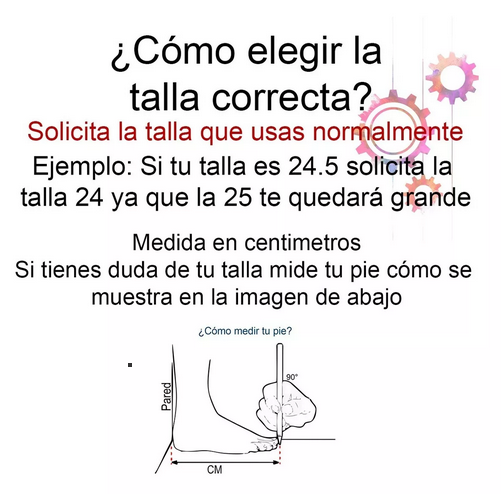 ¿Cómo elegir la
talla correcta?
Solicita la talla que usas normalmente
Ejemplo: Si tu talla es 24.5 solicita la
talla 24 ya que la 25 te quedará grande
Medida en centimetros
Si tienes duda de tu talla mide tu pie cómo se
muestra en la imagen de abajo
¿Cómo medir tu pie?
90°
Pared
CM